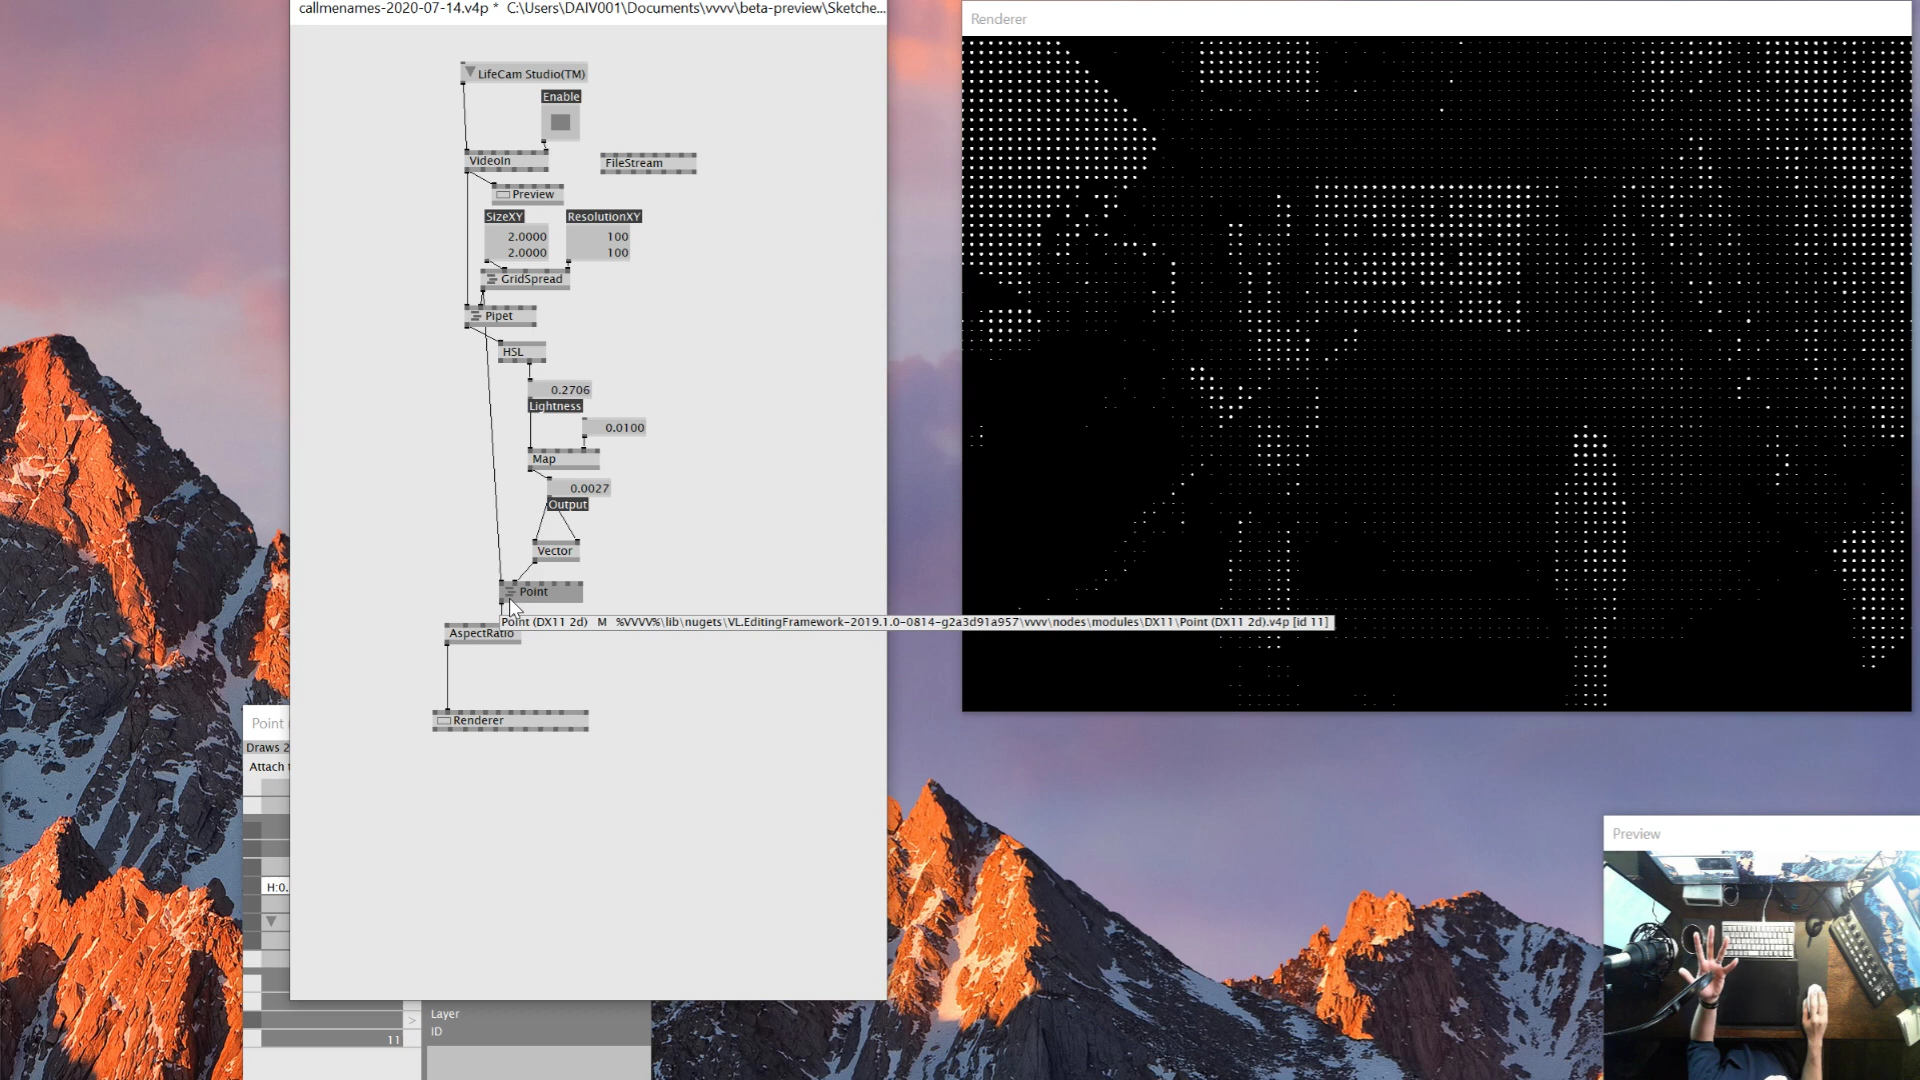 callmenames-2020-07-14.v4p * C:\Users\DAIV001\Documents\vvvv\beta-preview\Sketche...
LifeCam Studio(TM)
Enable
VideoIn
FileStream
Preview
SizeXY
ResolutionXY
2.0000
2.0000
100
100
GridSpread
Pipet
HSL
0.2706
Lightness
0.0100
Map
0.0027
Output
Vector
Point
Point (DX11 2d) M %VVVV%\lib\nugets\VL.EditingFramework-2019.1.0-0814-g2a3d91a957\vvvv\nodes\modules\DX11\Point (DX11 2d).v4p [id 11]
AspectRatio
Renderer
Renderer
Preview
Point
Draws 2
Attach
H:0.
11
Layer
ID